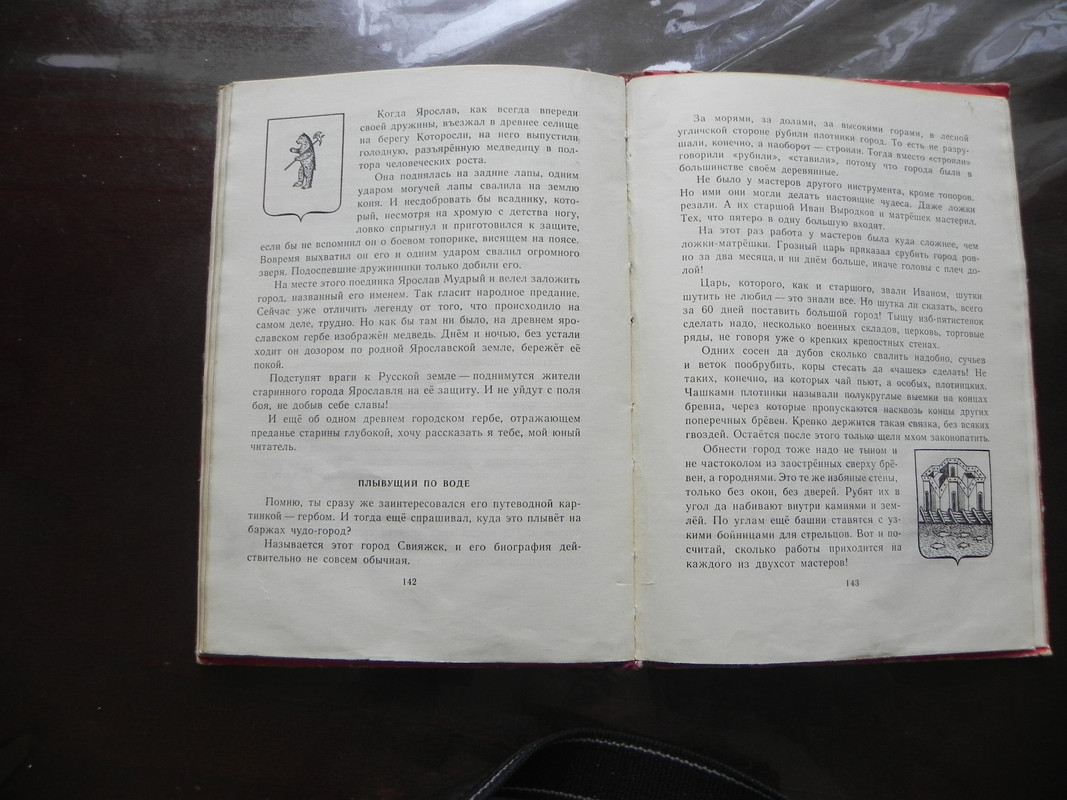 Когда Ярослав, как всегда впереди
своей дружины, въезжал в древнее селище
на берегу Которосли, на него выпустили
голодную, разъярённую медведицу в пол-
тора человеческих роста.
Она поднялась на задние лапы, одним
ударом могучей лапы свалила на землю
коня. И несдобровать бы всаднику, кото-
рый, несмотря на хромую с детства ногу,
ловко спрыгнул и приготовился к защите,
если бы не вспомнил он о боевом топорике, висящем на поясе.
Вовремя выхватил он его и одним ударом свалил огромного
зверя. Подоспевшие дружинники только добили его.
На месте этого поединка Ярослав Мудрый и велел заложить
город, названный его именем. Так гласит народное предание.
Сейчас уже отличить легенду от того, что происходило на
самом деле, трудно. Но как бы там ни было, на древнем яро-
славском гербе изображён медведь. Днём и ночью, без устали
ходит он дозором по родной Ярославской земле, бережёт её
покой.
Подступят враги к Русской земле — поднимутся жители
старинного города Ярославля на её защиту. И не уйдут с поля
боя, не добыв себе славы!
И ещё об одном древнем городском гербе, отражающем
преданье старины глубокой, хочу рассказать я тебе, мой юный
читатель.
ПЛЫВУЩИЙ ПО ВОДЕ
Помню, ты сразу же заинтересовался его путеводной кар-
тинкой — гербом. И тогда ещё спрашивал, куда это плывёт на
баржах чудо-город?
Называется этот город Свияжск, и его биография дей-
ствительно не совсем обычная.
142
За морями, за долами, за высокими горами, в лесной
угличской стороне рубили плотники город. То есть не разру-
шали, конечно, а наоборот — строили. Тогда вместо «строили»
говорили «рубили», «ставили», потому что города были в
большинстве своём деревянные.
Не было у мастеров другого инструмента, кроме топоров.
Но ими они могли делать настоящие чудеса. Даже ложки
резали. А их старшой Иван Выродков и матрёшек мастерил.
Тех, что пятеро в одну большую входят.
На этот раз работа у мастеров была куда сложнее, чем
ложки-матрёшки. Грозный царь приказал срубить город ров-
но за два месяца, и ни днём больше, иначе головы с плеч до-
лой!
Царь, которого, как и старшого, звали Иваном, шутки
шутить не любил — это знали все. Но шутка ли сказать, всего
за 60 дней поставить большой город! Тыщу изб-пятистенок
сделать надо, несколько военных складов, церковь, торговые
ряды, не говоря уже о крепких крепостных стенах.
Одних сосен да дубов сколько свалить надобно, сучьев
и веток пообрубить, коры стесать да «чашек» сделать! Не
таких, конечно, из которых чай пьют, а особых, плотницких.
Чашками плотники называли полукруглые выемки на концах
бревна, через которые пропускаются насквозь концы других
поперечных брёвен. Крепко держится такая связка, без всяких
гвоздей. Остаётся после этого только щели мхом законопатить.
Обнести город тоже надо не тыном и
не частоколом из заострённых сверху брё-
вен, а городнями. Это те же избяные стены,
только без окон, без дверей. Рубят их в
угол да набивают внутри камнями и зем-
лёй. По углам ещё башни ставятся с уз-
кими бойницами для стрельцов. Вот и по-
считай, сколько работы приходится на
каждого из двухсот мастеров!
143